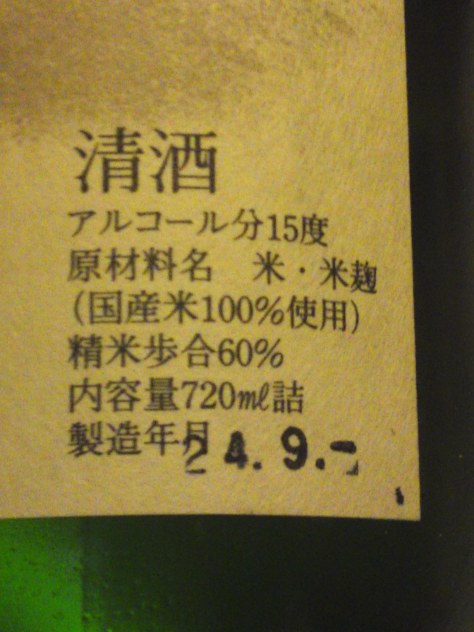 清酒
アルコール分15度
原材料名　米・米麹
(国産米100%使用)
精米歩合60%
内容量720㎖詰
製造年月 24.9.-